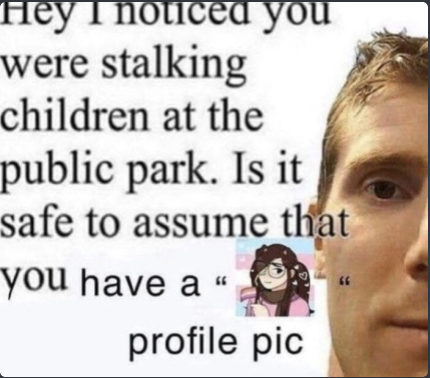 Hey I noticed you
were stalking
children at the
public park. Is it
safe to assume that
you have a “ “
profile pic